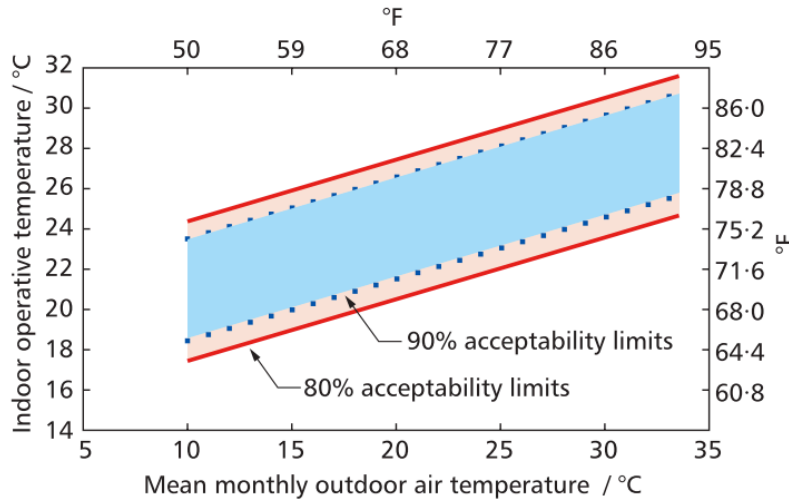 °F
50 59 68 77 86 95
Indoor operative temperature / °C
32
30
28
26
24
22
20
18
16
14
86·0
82·4
78·8
75·2
71·6
68·0
64·4
60·8
°F
90% acceptability limits
80% acceptability limits
5 10 15 20 25 30 35
Mean monthly outdoor air temperature / °C